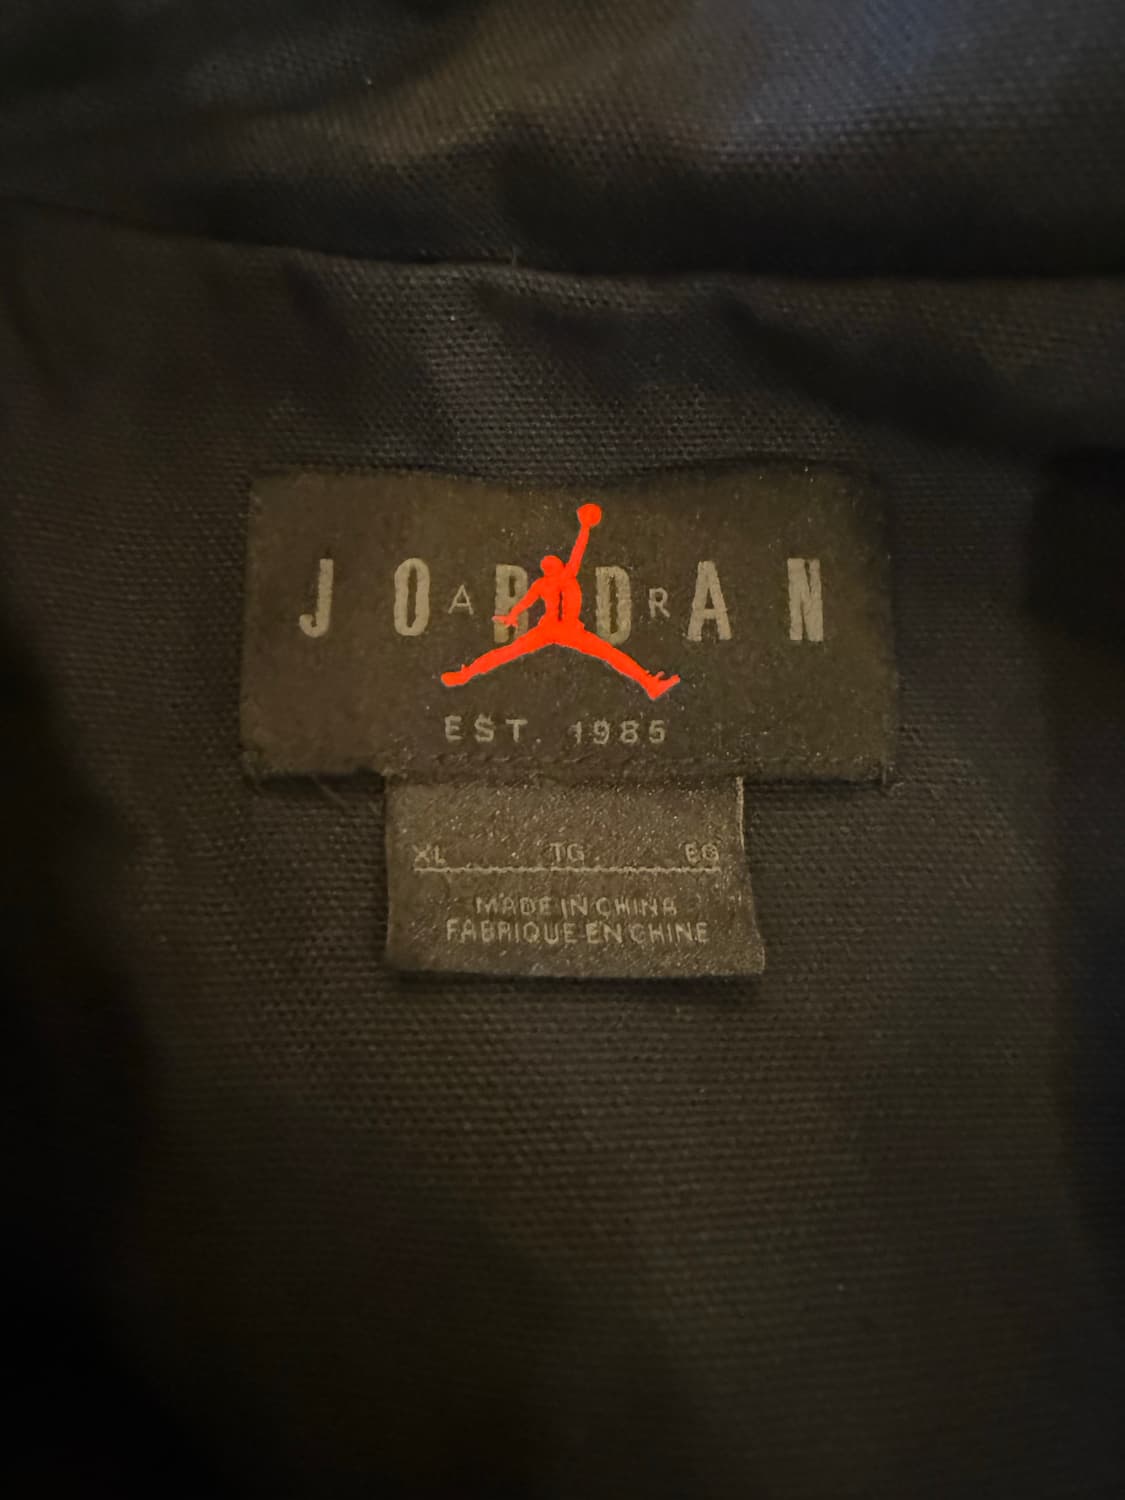 JORDAN
AIR
EST. 1985
XL TG EG
MADE IN CHINA
FABRIQUE EN CHINE